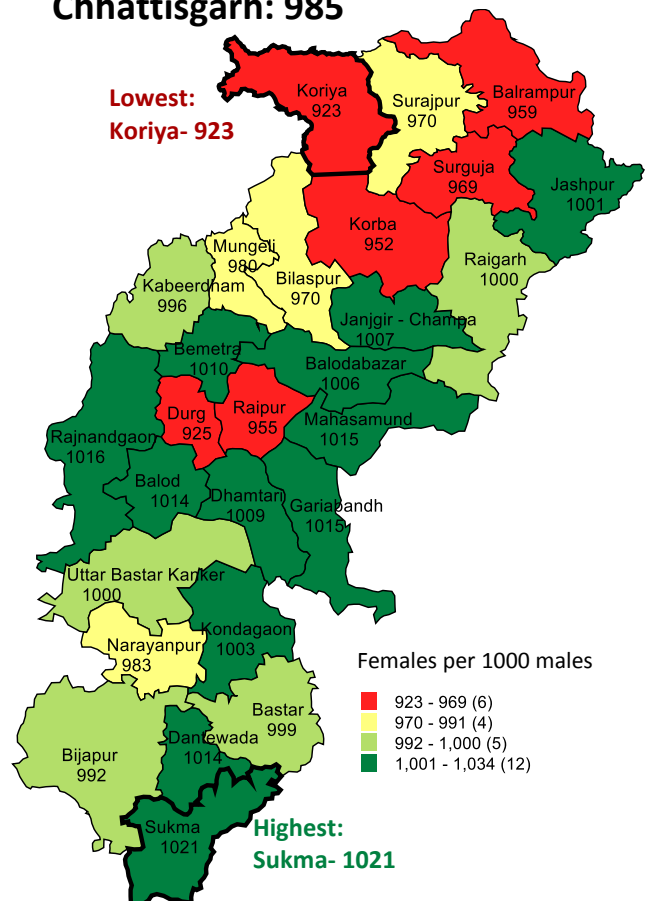 Chhattisgarh: 985
Lowest:
Koriya- 923
Koriya
923
Surajpur
970
Balrampur
959
Surguja
969
Jashpur
1001
Korba
952
Raigarh
1000
Mungeli
980
Bilaspur
970
Kabeerdham
996
Janjgir - Champa
1007
Bemetra
1010
Balodabazar
1006
Durg
925
Raipur
955
Mahasamund
1015
Rajnandgaon
1016
Balod
1014
Dhamtari
1009
Gariabandh
1015
Uttar Bastar Kanker
1000
Kondagaon
1003
Narayanpur
983
Bastar
999
Dantewada
1014
Bijapur
992
Sukma
1021
Highest:
Sukma- 1021
Females per 1000 males
923 - 969 (6)
970 - 991 (4)
992 - 1,000 (5)
1,001 - 1,034 (12)